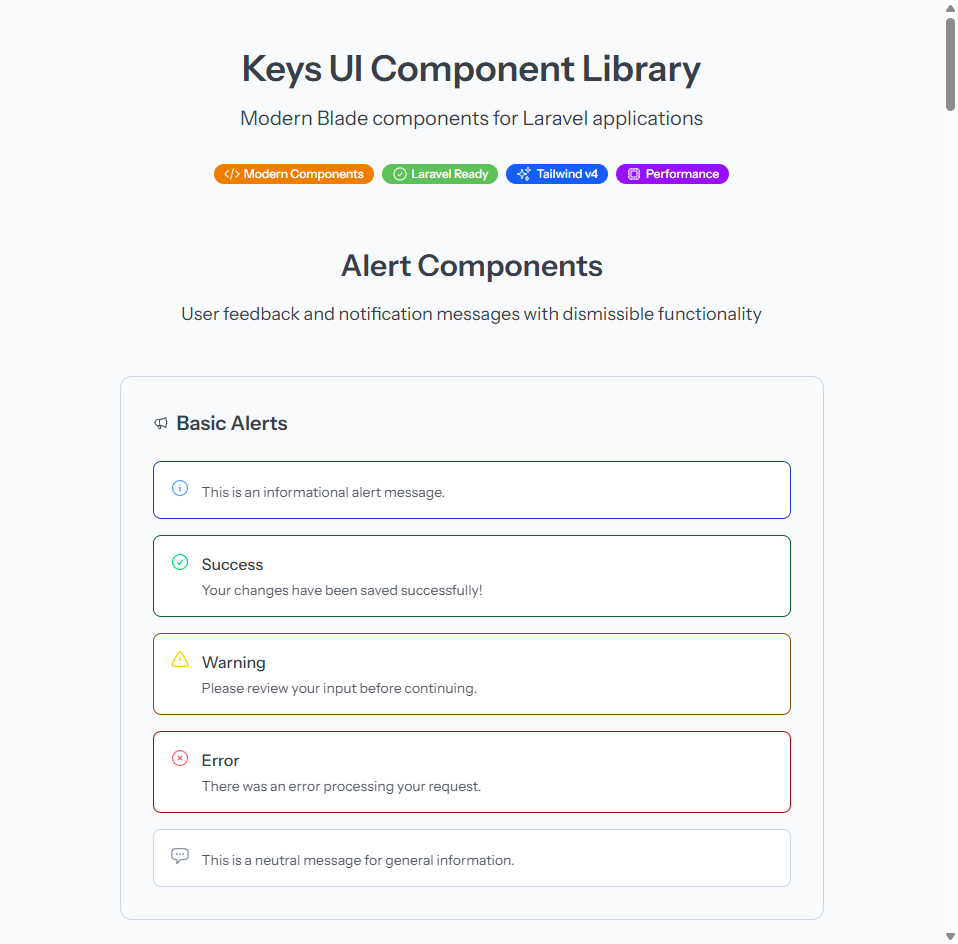 Keys UI Component Library
Modern Blade components for Laravel applications
</> Modern Components
Laravel Ready
Tailwind v4
Performance
Alert Components
User feedback and notification messages with dismissible functionality
Basic Alerts
This is an informational alert message.
Success
Your changes have been saved successfully!
Warning
Please review your input before continuing.
Error
There was an error processing your request.
This is a neutral message for general information.